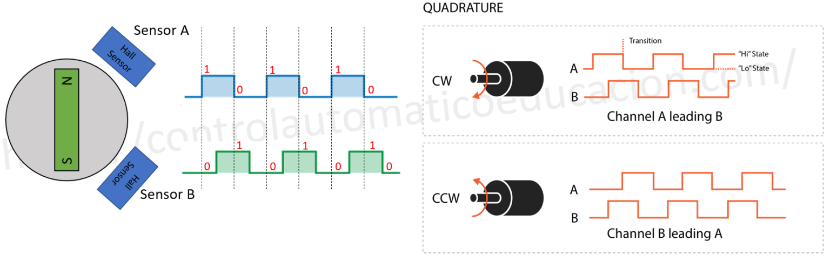 Sensor A
Hall
Sensor
N
S
Hall
Sensor
Sensor B
1 1 1
0 0 0
1 1 1
0 0 0 0
QUADRATURE
Transition
"Hi" State
"Lo" State
CW
A
B
Channel A leading B
CCW
A
B
Channel B leading A
controlautomaticoeducacion.com/